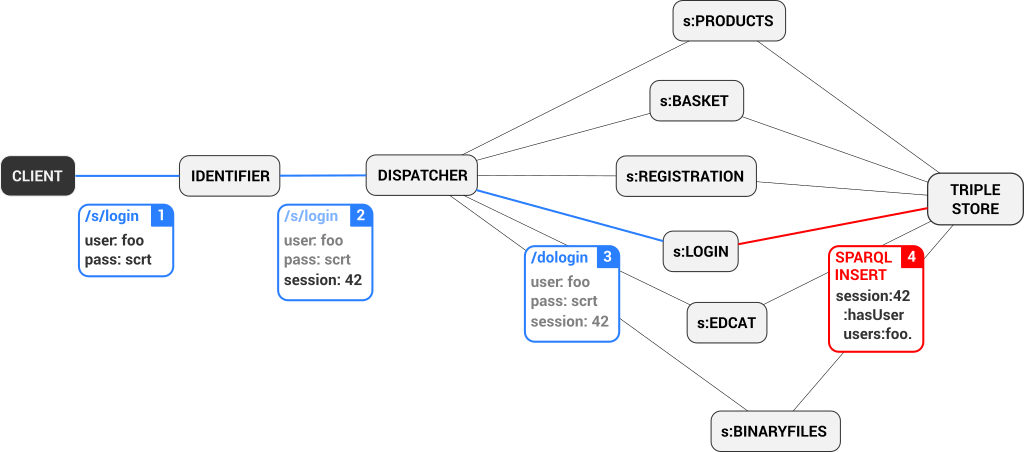 s:PRODUCTS
s:BASKET
CLIENT
IDENTIFIER
DISPATCHER
s:REGISTRATION
TRIPLE
STORE
/s/login 1
user: foo
pass: scrt
/s/login 2
user: foo
pass: scrt
session: 42
s:LOGIN
/dologin 3
user: foo
pass: scrt
session: 42
SPARQL 4
INSERT
session:42
:hasUser
users:foo.
s:EDCAT
s:BINARYFILES